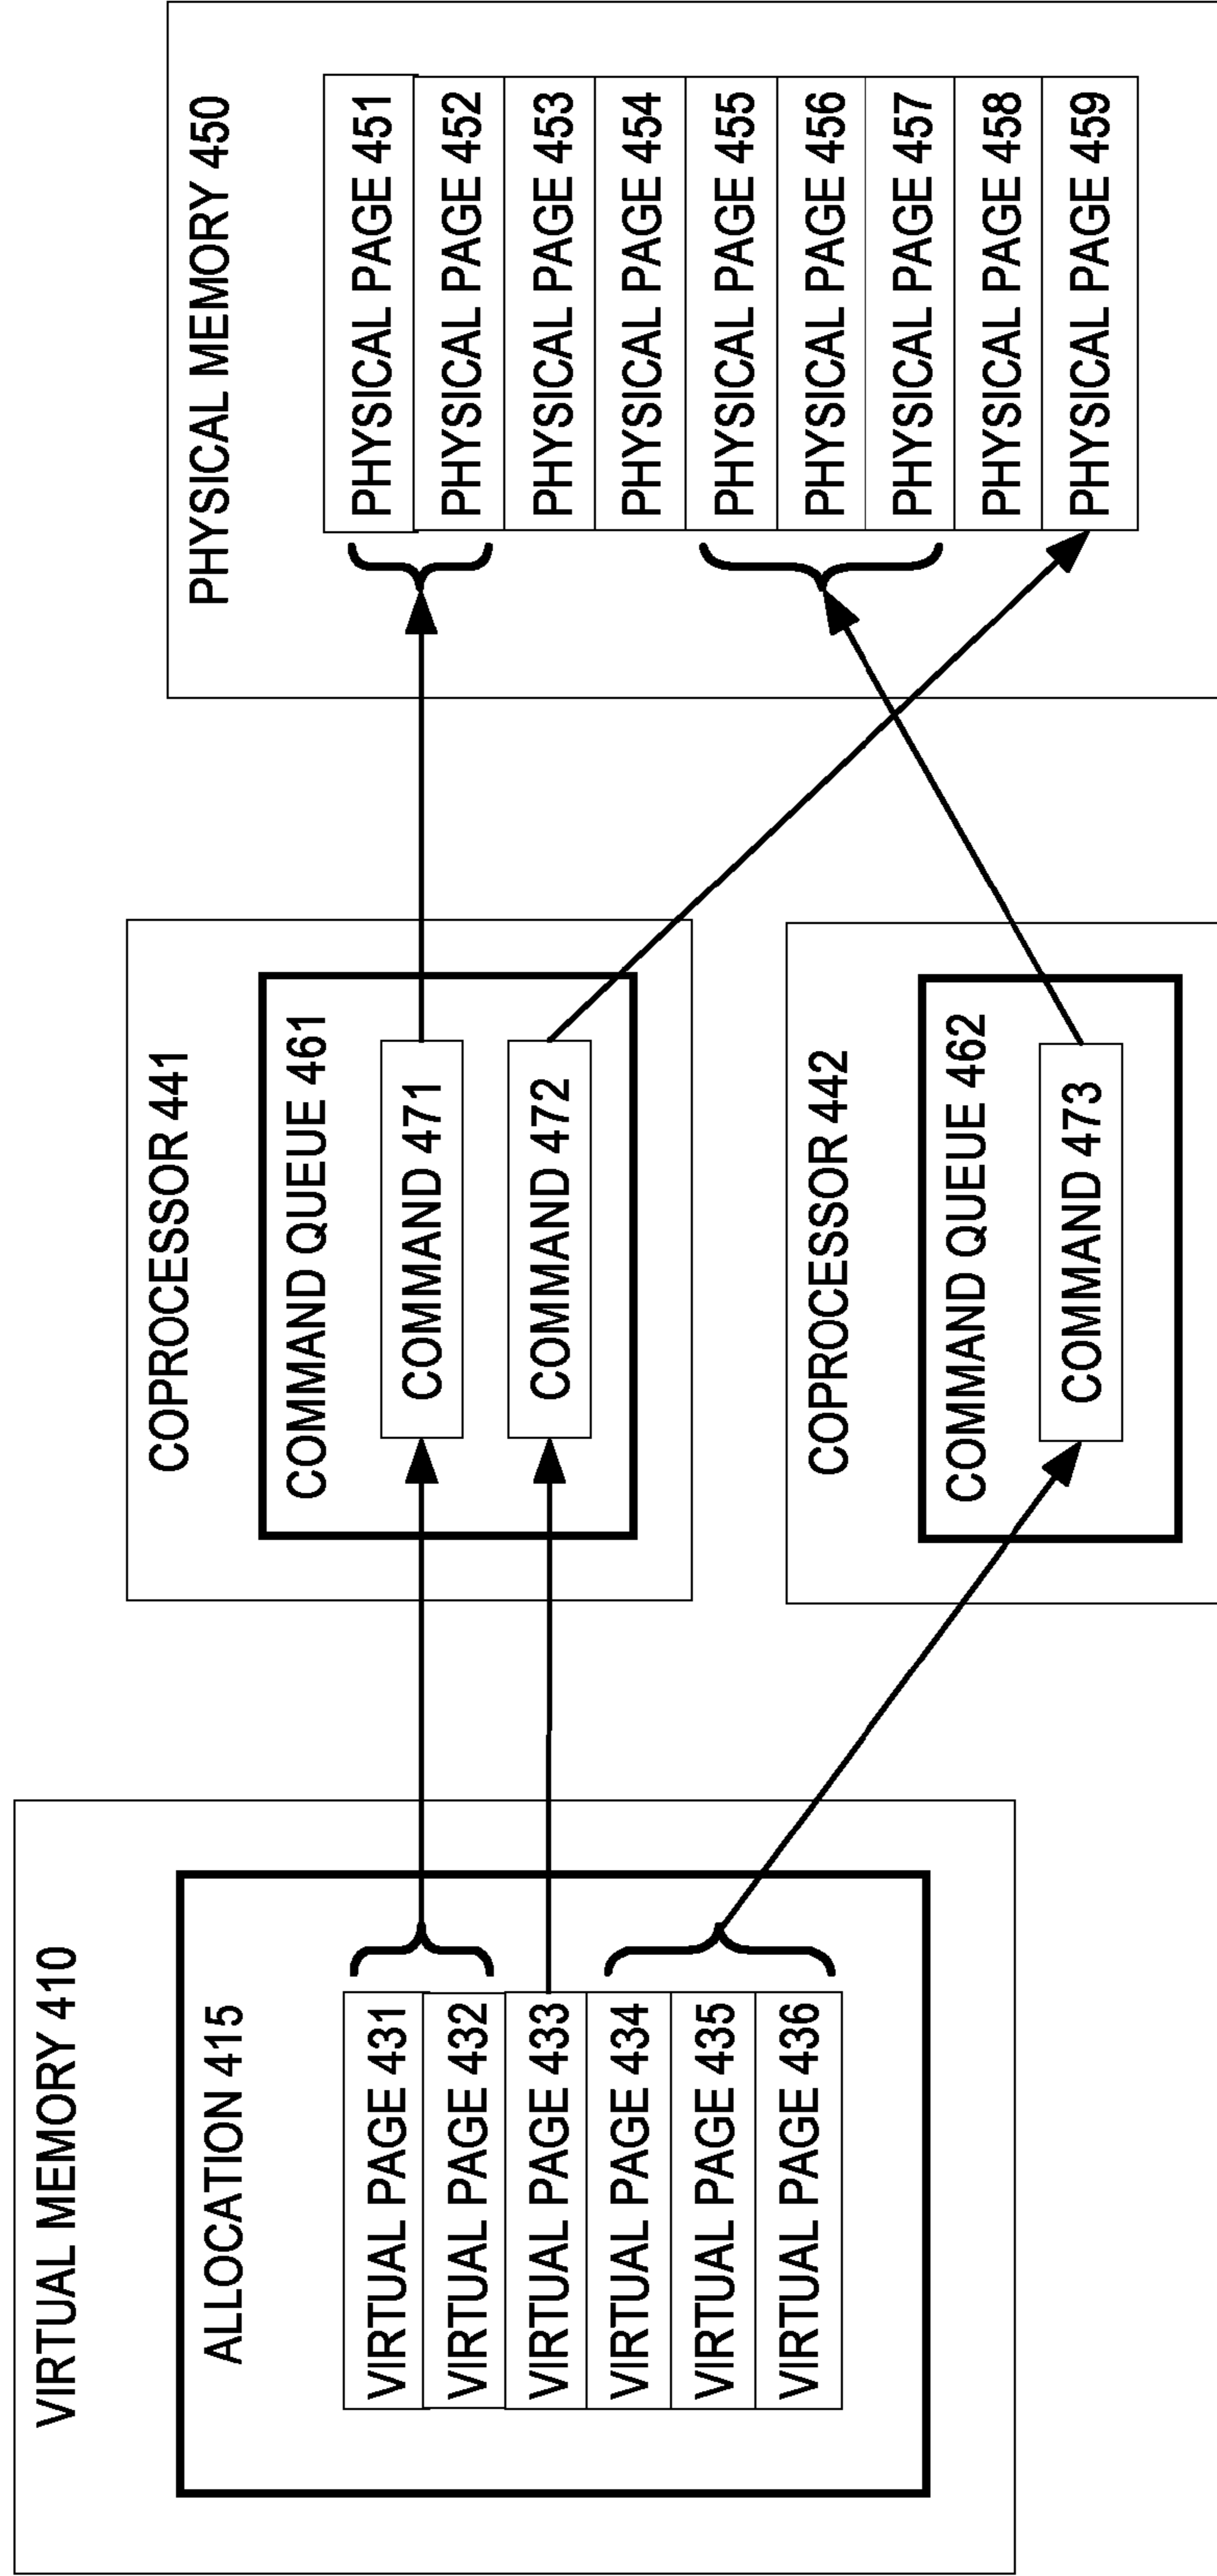 VIRTUAL MEMORY 410
ALLOCATION 415
VIRTUAL PAGE 431
VIRTUAL PAGE 432
VIRTUAL PAGE 433
VIRTUAL PAGE 434
VIRTUAL PAGE 435
VIRTUAL PAGE 436
COPROCESSOR 441
COMMAND QUEUE 461
COMMAND 471
COMMAND 472
COPROCESSOR 442
COMMAND QUEUE 462
COMMAND 473
PHYSICAL MEMORY 450
PHYSICAL PAGE 451
PHYSICAL PAGE 452
PHYSICAL PAGE 453
PHYSICAL PAGE 454
PHYSICAL PAGE 455
PHYSICAL PAGE 456
PHYSICAL PAGE 457
PHYSICAL PAGE 458
PHYSICAL PAGE 459